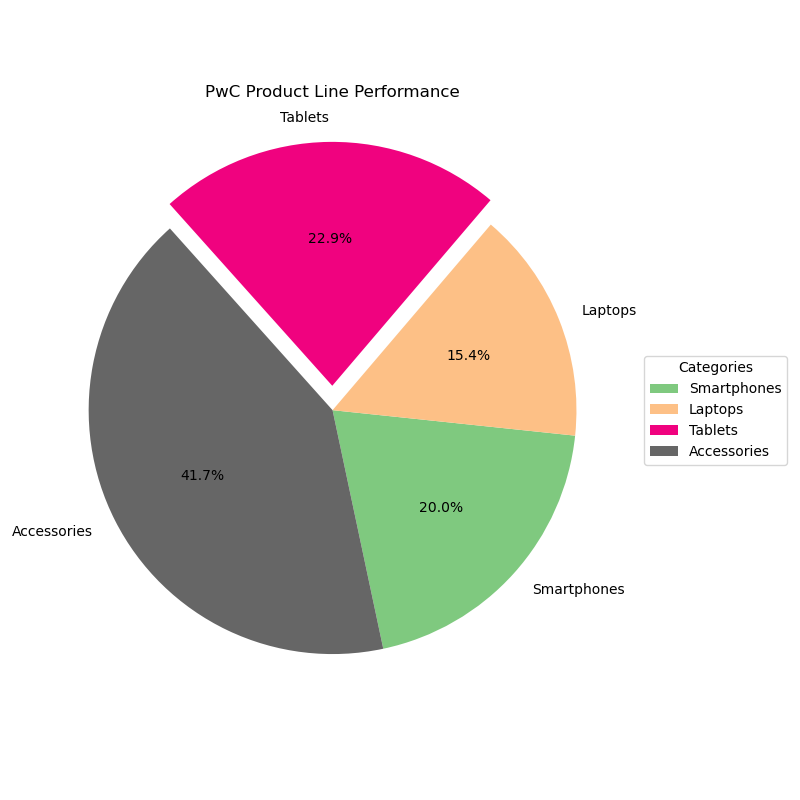 PwC Product Line Performance
Tablets
22.9%
Laptops
15.4%
Categories
Smartphones
Laptops
Tablets
Accessories
41.7%
20.0%
Accessories
Smartphones